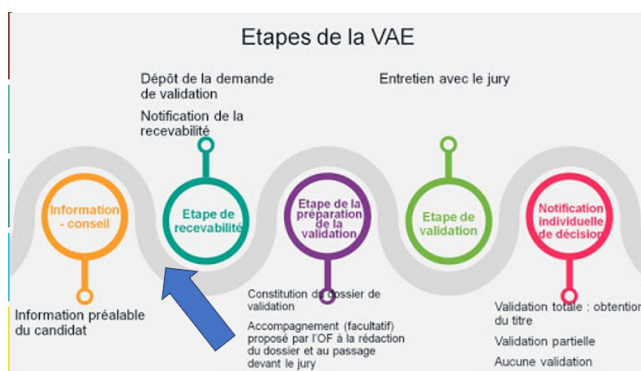 Etapes de la VAE
Dépôt de la demande
de validation
Notification de la
recevabilité
Entretien avec le jury
Information
- conseil
Etape de
recevabilité
Etape de la
préparation
de la
validation
Etape de
validation
Notification
individuelle
de décision
Information préalable
du candidat
Constitution du dossier de
validation
Accompagnement (facultatif)
proposé par l'OF à la rédaction
du dossier et au passage
devant le jury
Validation totale : obtention
du titre
Validation partielle
Aucune validation